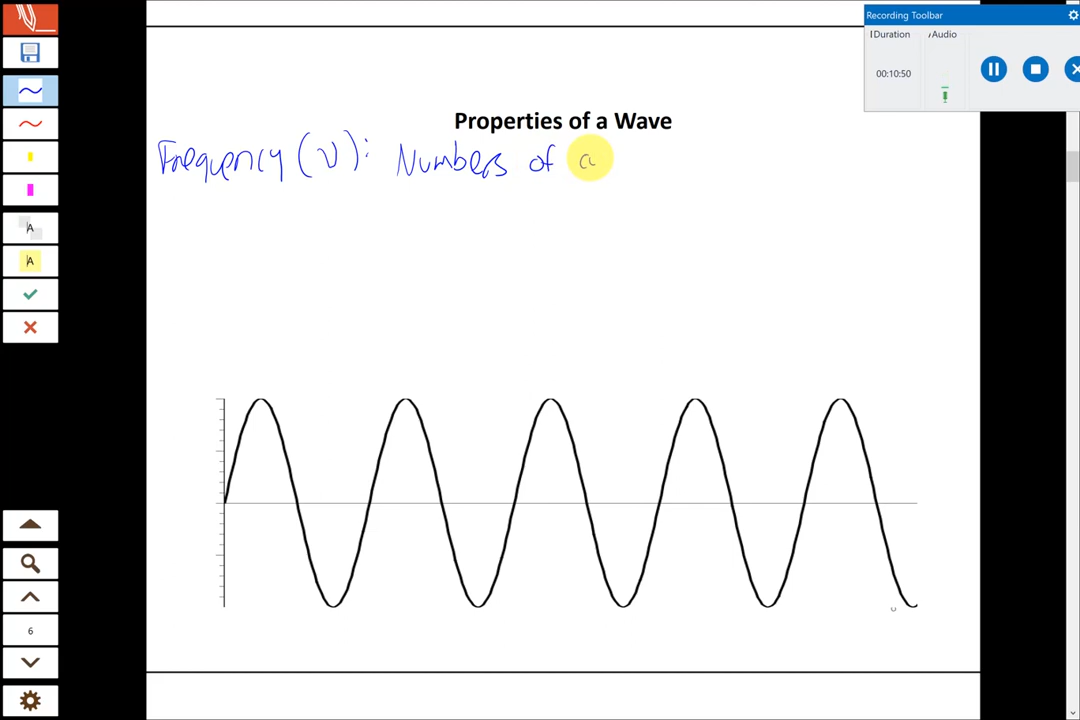 Recording Toolbar
Duration
Audio
00:10:50
Properties of a Wave
Frequency (ν): Numbers of a
A
A
6